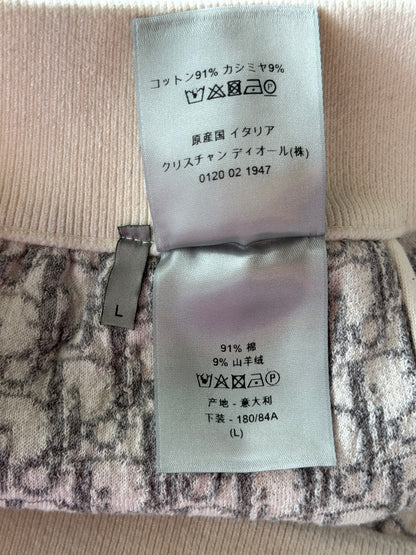 コットン91% カシミヤ9%
原産国 イタリア
クリスチャン ディオール(株)
0120 02 1947
L
91% 棉
9% 山羊绒
产地 - 意大利
下装 - 180/84A
(L)